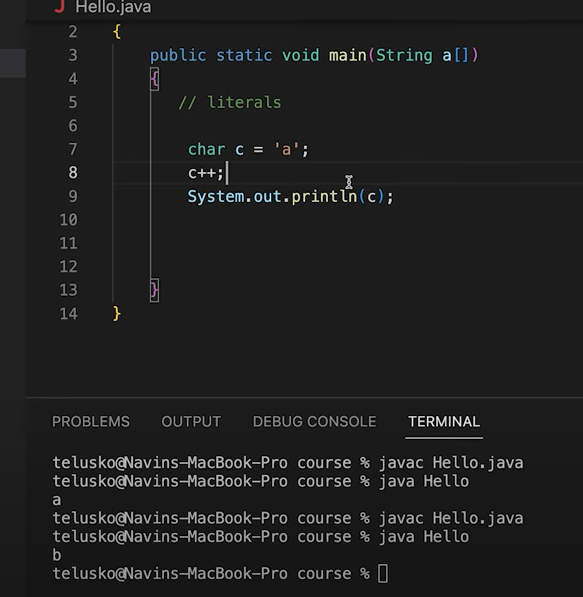 J Hello.java
2 {
3 public static void main(String a[])
4 {
5 // literals
6
7 char c = 'a';
8 c++;
9 System.out.println(c);
10
11
12
13 }
14 }
PROBLEMS OUTPUT DEBUG CONSOLE TERMINAL
telusko@Navins-MacBook-Pro course % javac Hello.java
telusko@Navins-MacBook-Pro course % java Hello
a
telusko@Navins-MacBook-Pro course % javac Hello.java
telusko@Navins-MacBook-Pro course % java Hello
b
telusko@Navins-MacBook-Pro course %